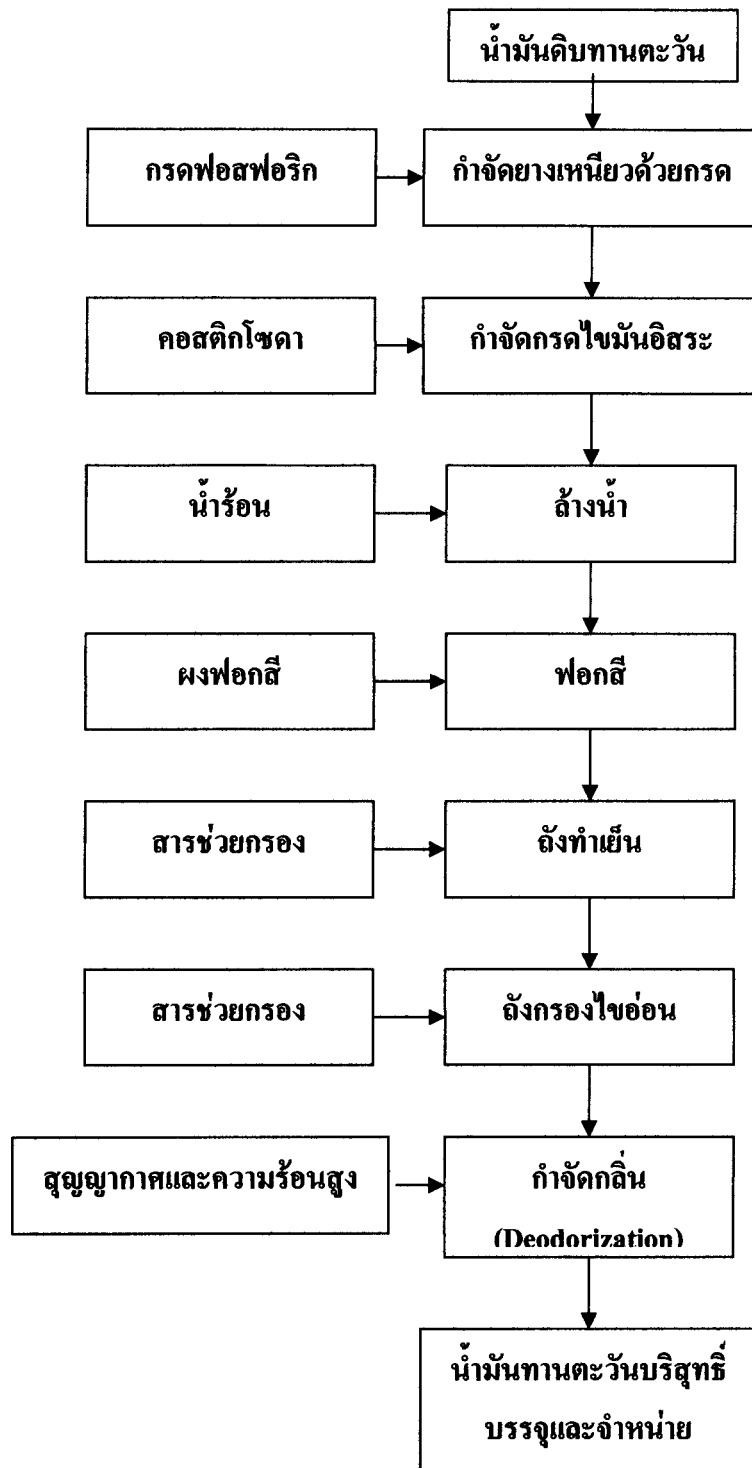 น้ำมันดิบทานตะวัน
กรดฟอสฟอริก
กำจัดยางเหนียวด้วยกรด
คอสติกโซดา
กำจัดกรดไขมันอิสระ
น้ำร้อน
ล้างน้ำ
ผงฟอกสี
ฟอกสี
สารช่วยกรอง
ถังทำเย็น
สารช่วยกรอง
ถังกรองไขอ่อน
สุญญากาศและความร้อนสูง
กำจัดกลิ่น
(Deodorization)
น้ำมันทานตะวันบริสุทธิ์
บรรจุและจำหน่าย